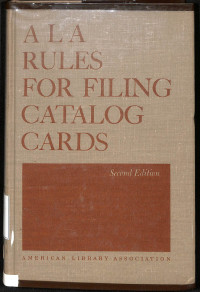 A L A
RULES
FOR FILING
CATALOG
CARDS
Second Edition
AMERICAN LIBRARY ASSOCIATION